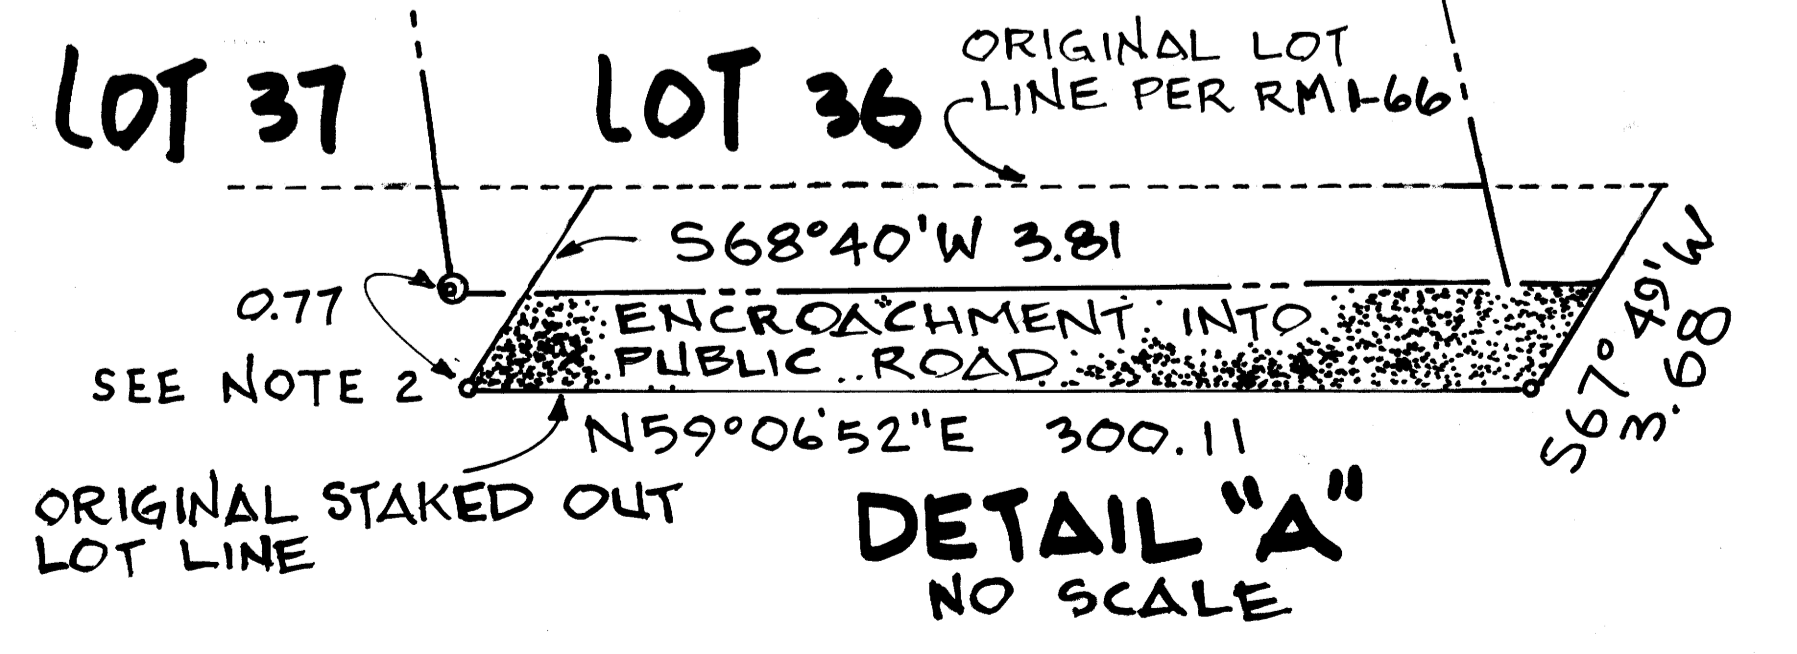 LOT 37
LOT 36
ORIGINAL LOT
LINE PER RM 1-66
S68°40'W 3.81
0.77
SEE NOTE 2
ENCROACHMENT INTO
PUBLIC ROAD
S67°49'W
3.68
N59°06'52"E 300.11
ORIGINAL STAKED OUT
LOT LINE
DETAIL "A"
NO SCALE